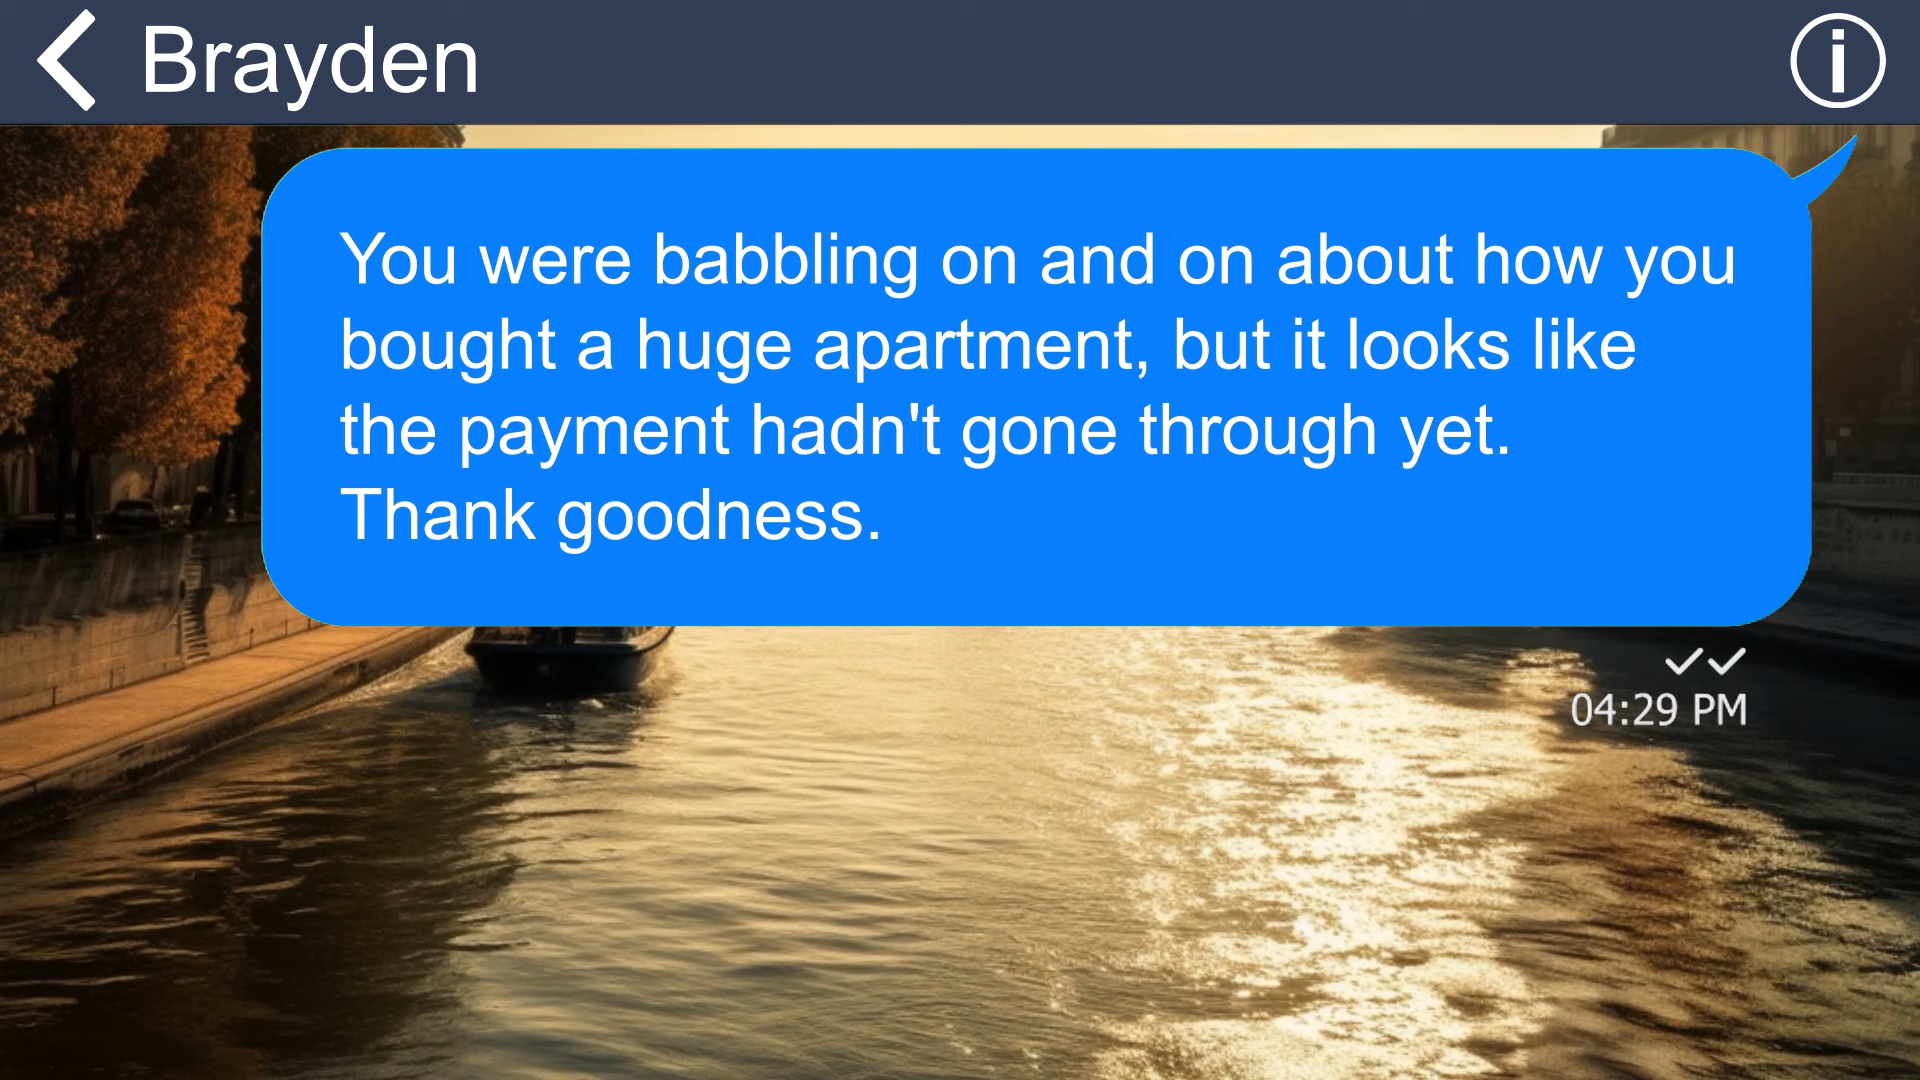 Brayden
You were babbling on and on about how you
bought a huge apartment, but it looks like
the payment hadn't gone through yet.
Thank goodness.
04:29 PM